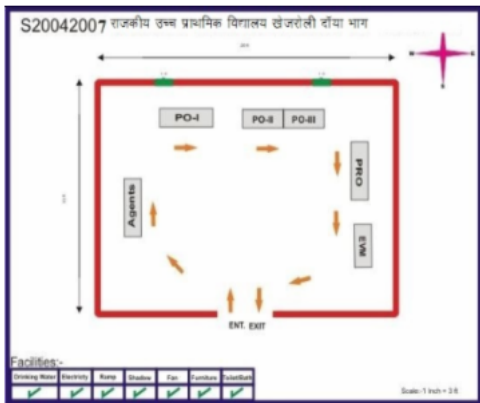 S20042007 राजकीय उच्च प्राथमिक विद्यालय खेजरोली दाँया भाग
PO-I
PO-II PO-III
PRO
Agents
EVM
ENT. EXIT
Facilities:-
Drinking Water Electricty Ramp Shadow Fan Furniture Toilet/Bath
Scale:-1 Inch = 3 ft